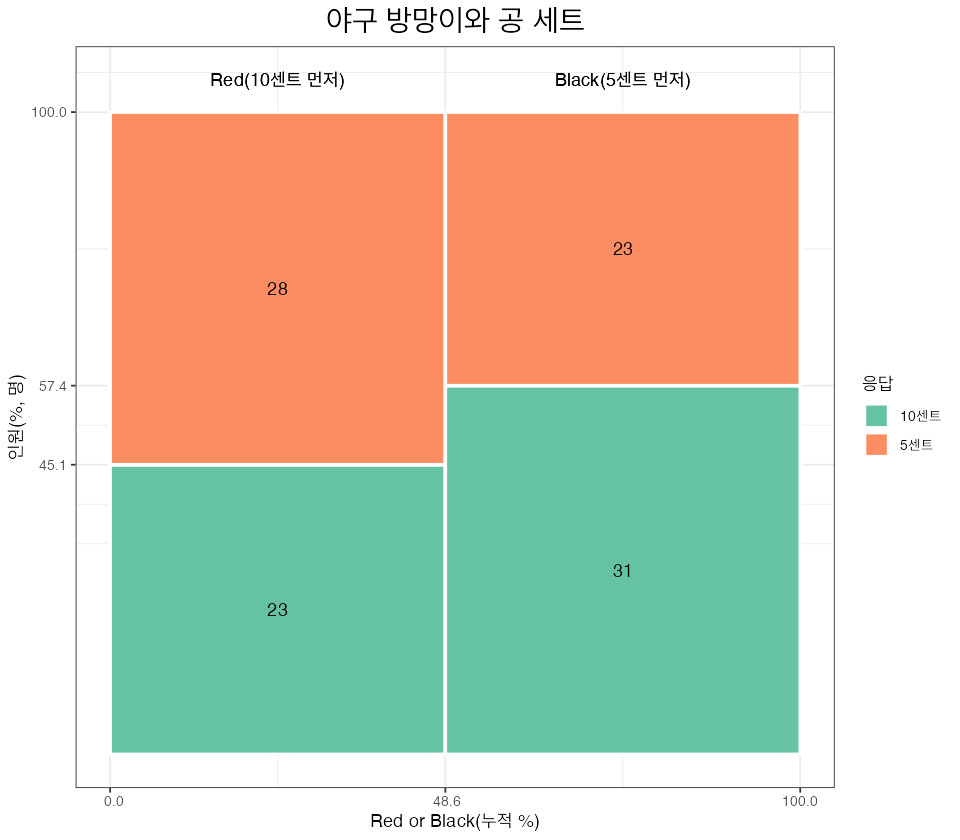 야구 방망이와 공 세트
Red(10센트 먼저)
Black(5센트 먼저)
100.0
57.4
45.1
인원(%, 명)
28
23
23
31
응답
10센트
5센트
0.0
48.6
100.0
Red or Black(누적 %)